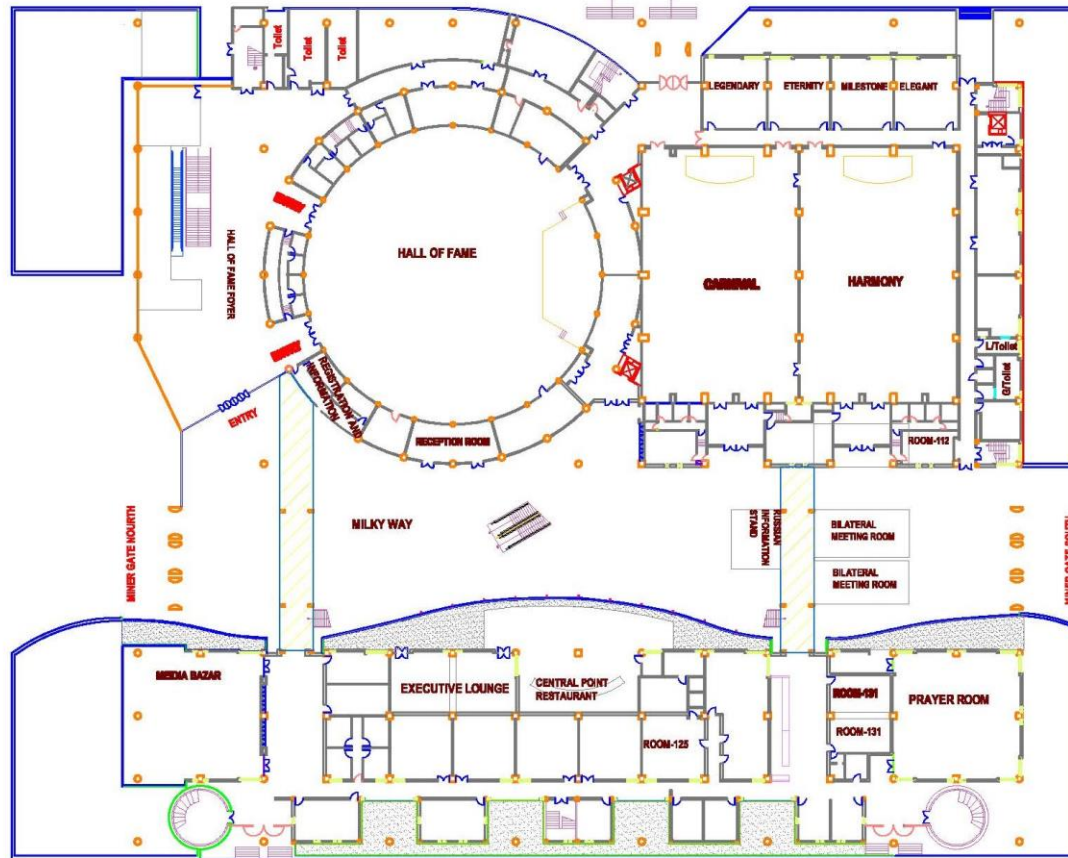 Toilet
Toilet
Toilet
LEGENDARY
ETERNITY
MILESTONE
ELEGANT
HALL OF FAME FOYER
HALL OF FAME
CARNIVAL
HARMONY
L/Toilet
G/Toilet
ENTRY
REGISTRATION AND
INFORMATION
RECEPTION ROOM
ROOM-112
MINER GATE NOURTH
MILKY WAY
RUSSIAN
INFORMATION
STAND
BILATERAL
MEETING ROOM
BILATERAL
MEETING ROOM
MINER GATE SOUTH
MEDIA BAZAR
EXECUTIVE LOUNGE
CENTRAL POINT
RESTAURANT
ROOM-125
ROOM-131
ROOM-131
PRAYER ROOM